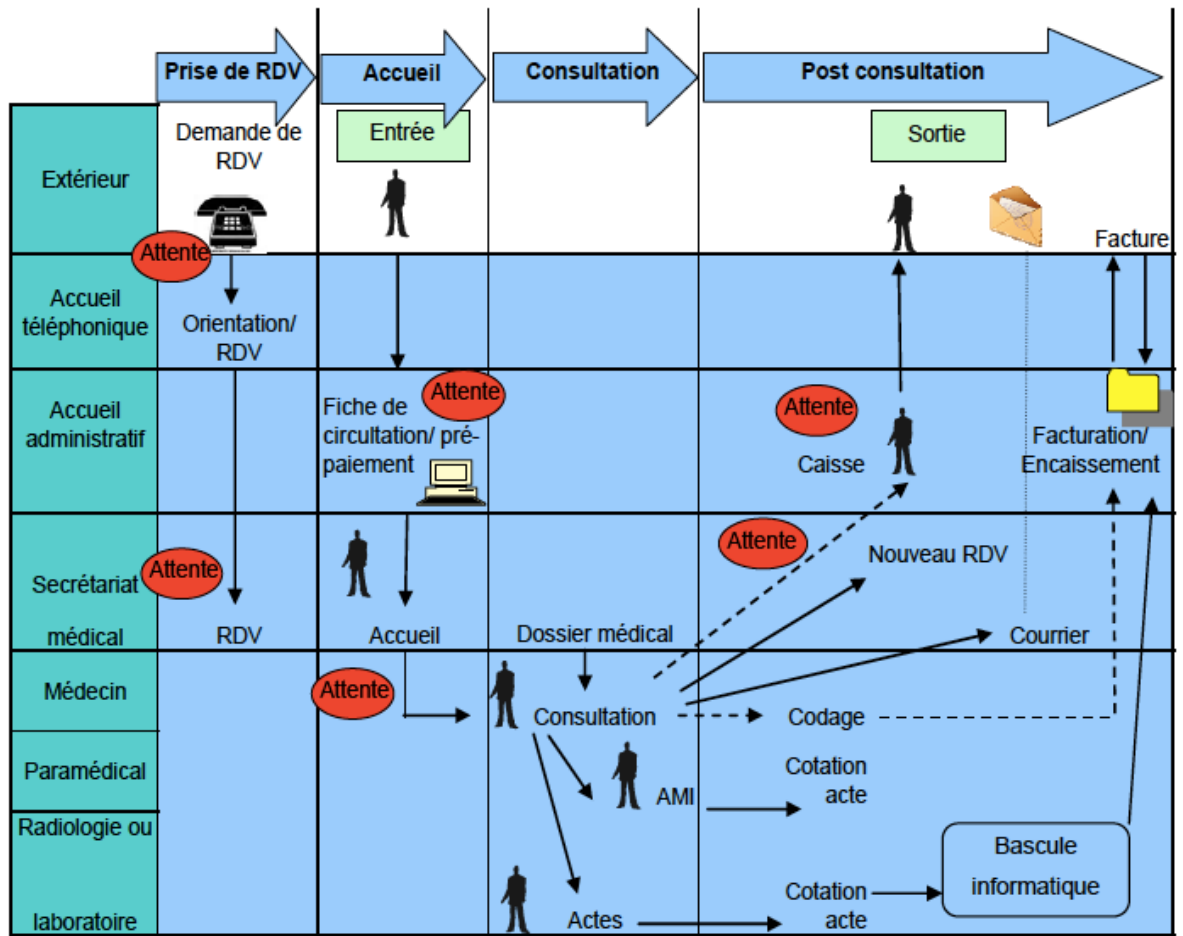 Prise de RDV
Accueil
Consultation
Post consultation
Extérieur
Demande de
RDV
Entrée
Sortie
Attente
Facture
Accueil
téléphonique
Orientation/
RDV
Accueil
administratif
Fiche de
circultation/ pré-
paiement
Attente
Attente
Caisse
Facturation/
Encaissement
Secrétariat
médical
Attente
RDV
Accueil
Dossier médical
Attente
Nouveau RDV
Courrier
Médecin
Attente
Consultation
Codage
Paramédical
AMI
Cotation
acte
Radiologie ou
laboratoire
Actes
Cotation
acte
Bascule
informatique